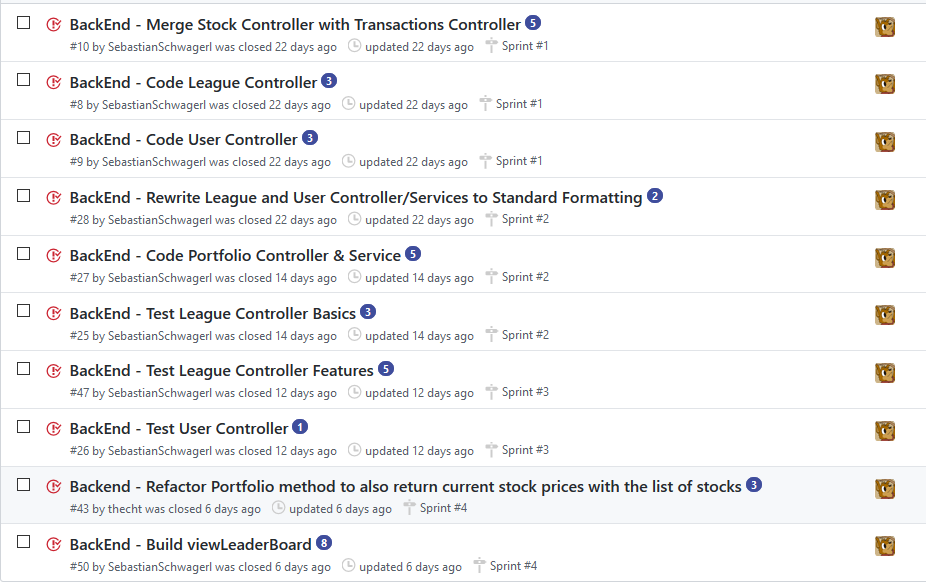 BackEnd - Merge Stock Controller with Transactions Controller 5
#10 by SebastianSchwagerl was closed 22 days ago updated 22 days ago Sprint #1
BackEnd - Code League Controller 3
#8 by SebastianSchwagerl was closed 22 days ago updated 22 days ago Sprint #1
BackEnd - Code User Controller 3
#9 by SebastianSchwagerl was closed 22 days ago updated 22 days ago Sprint #1
BackEnd - Rewrite League and User Controller/Services to Standard Formatting 2
#28 by SebastianSchwagerl was closed 22 days ago updated 22 days ago Sprint #2
BackEnd - Code Portfolio Controller & Service 5
#27 by SebastianSchwagerl was closed 14 days ago updated 14 days ago Sprint #2
BackEnd - Test League Controller Basics 3
#25 by SebastianSchwagerl was closed 14 days ago updated 14 days ago Sprint #2
BackEnd - Test League Controller Features 5
#47 by SebastianSchwagerl was closed 12 days ago updated 12 days ago Sprint #3
BackEnd - Test User Controller 1
#26 by SebastianSchwagerl was closed 12 days ago updated 12 days ago Sprint #3
Backend - Refactor Portfolio method to also return current stock prices with the list of stocks 3
#43 by thecht was closed 6 days ago updated 6 days ago Sprint #4
BackEnd - Build viewLeaderBoard 8
#50 by SebastianSchwagerl was closed 6 days ago updated 6 days ago Sprint #4